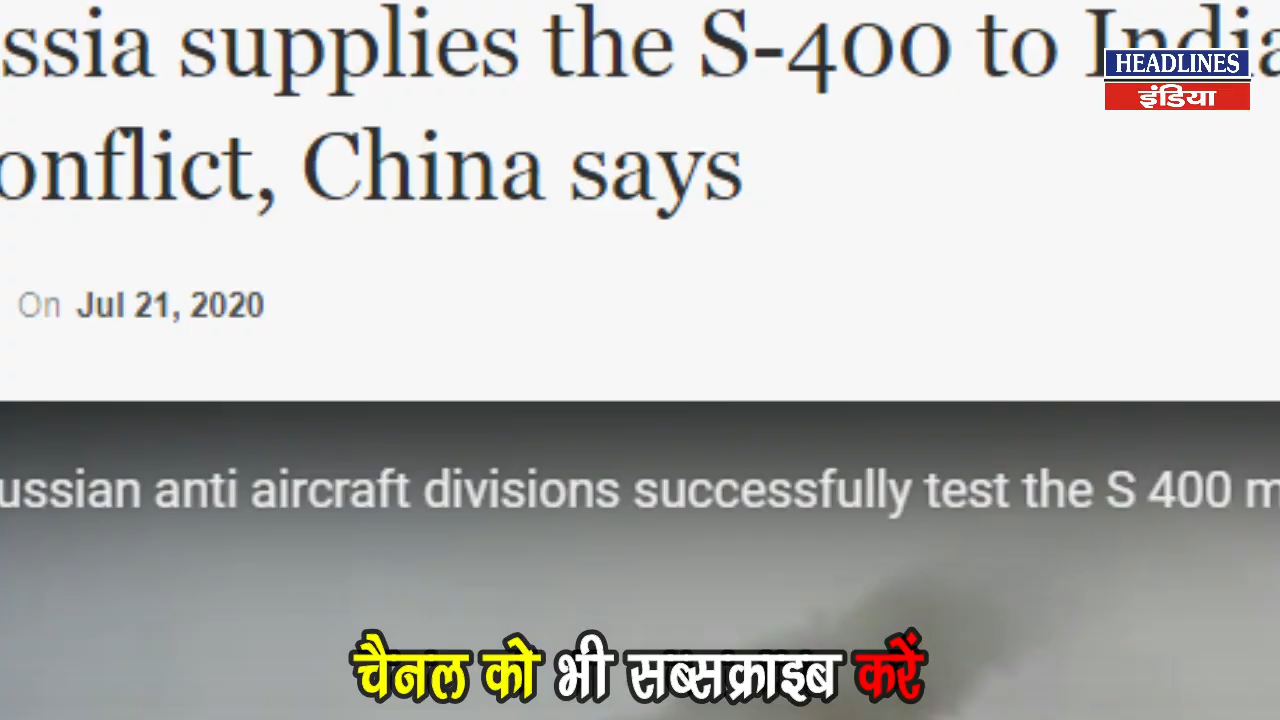 ssia supplies the S-400 to India
HEADLINES
इंडिया
onflict, China says
On Jul 21, 2020
ussian anti aircraft divisions successfully test the S 400 m
चैनल को भी सब्सक्राइब करें